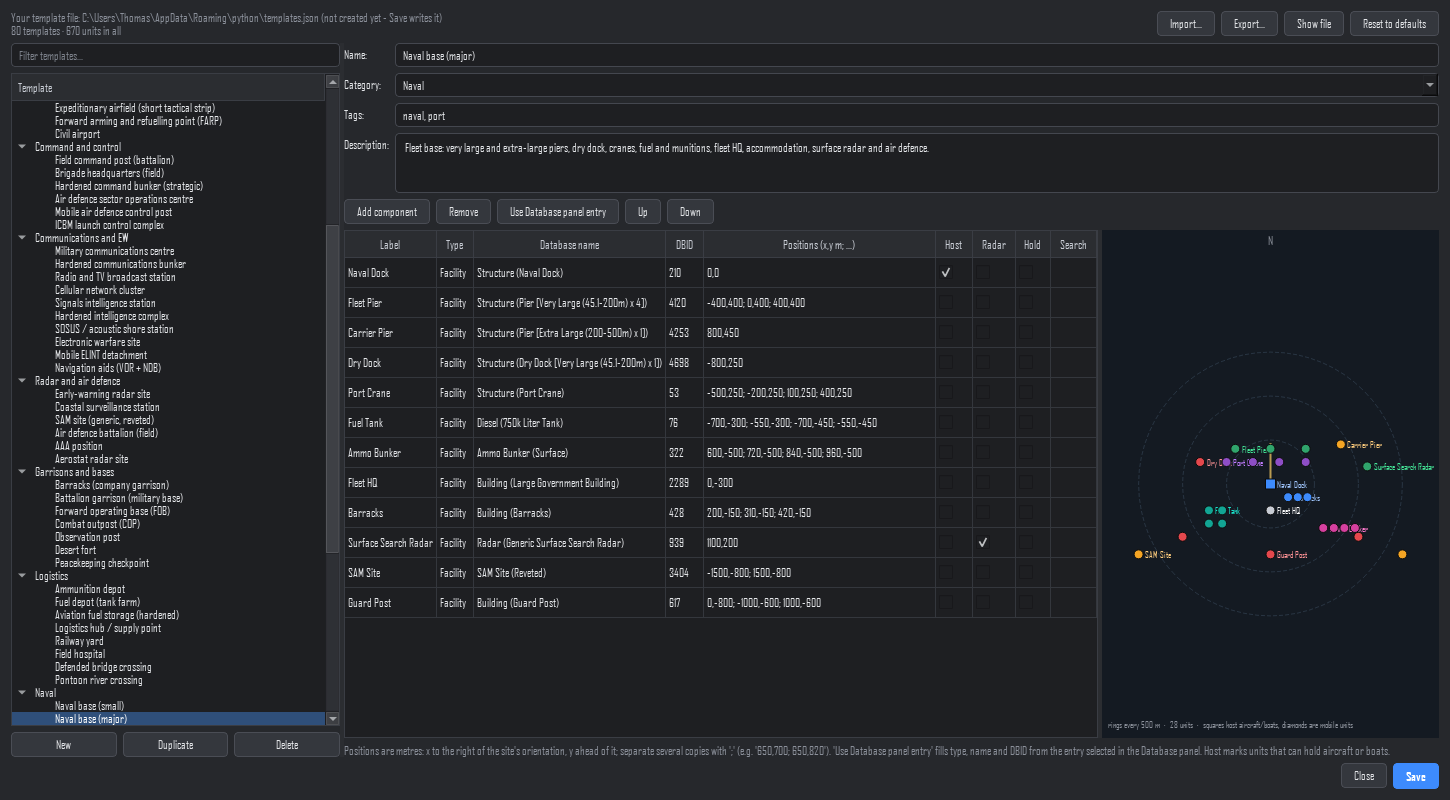 Your template file: C:\Users\Thomas\AppData\Roaming\python\templates.json (not created yet - Save writes it)
80 templates · 670 units in all
Import...
Export...
Show file
Reset to defaults
Filter templates...
Template
Expeditionary airfield (short tactical strip)
Forward arming and refuelling point (FARP)
Civil airport
Command and control
Field command post (battalion)
Brigade headquarters (field)
Hardened command bunker (strategic)
Air defence sector operations centre
Mobile air defence control post
ICBM launch control complex
Communications and EW
Military communications centre
Hardened communications bunker
Radio and TV broadcast station
Cellular network cluster
Signals intelligence station
Hardened intelligence complex
SOSUS / acoustic shore station
Electronic warfare site
Mobile ELINT detachment
Navigation aids (VOR + NDB)
Radar and air defence
Early-warning radar site
Coastal surveillance station
SAM site (generic, reveted)
Air defence battalion (field)
AAA position
Aerostat radar site
Garrisons and bases
Barracks (company garrison)
Battalion garrison (military base)
Forward operating base (FOB)
Combat outpost (COP)
Observation post
Desert fort
Peacekeeping checkpoint
Logistics
Ammunition depot
Fuel depot (tank farm)
Aviation fuel storage (hardened)
Logistics hub / supply point
Railway yard
Field hospital
Defended bridge crossing
Pontoon river crossing
Naval
Naval base (small)
Naval base (major)
New
Duplicate
Delete
Name: Naval base (major)
Category: Naval
Tags: naval, port
Description: Fleet base: very large and extra-large piers, dry dock, cranes, fuel and munitions, fleet HQ, accommodation, surface radar and air defence.
Add component
Remove
Use Database panel entry
Up
Down
Label Type Database name DBID Positions (x,y m; ...) Host Radar Hold Search
Naval Dock Facility Structure (Naval Dock) 210 0,0
Fleet Pier Facility Structure (Pier [Very Large (45.1-200m) x 4]) 4120 -400,400; 0,400; 400,400
Carrier Pier Facility Structure (Pier [Extra Large (200-500m) x 1]) 4253 800,450
Dry Dock Facility Structure (Dry Dock [Very Large (45.1-200m) x 1]) 4698 -800,250
Port Crane Facility Structure (Port Crane) 53 -500,250; -200,250; 100,250; 400,250
Fuel Tank Facility Diesel (750k Liter Tank) 76 -700,-300; -550,-300; -700,-450; -550,-450
Ammo Bunker Facility Ammo Bunker (Surface) 322 600,-500; 720,-500; 840,-500; 960,-500
Fleet HQ Facility Building (Large Government Building) 2289 0,-300
Barracks Facility Building (Barracks) 428 200,-150; 310,-150; 420,-150
Surface Search Radar Facility Radar (Generic Surface Search Radar) 939 1100,200
SAM Site Facility SAM Site (Reveted) 3404 -1500,-800; 1500,-800
Guard Post Facility Building (Guard Post) 617 0,-800; -1000,-600; 1000,-600
N
Fleet Pie
Carrier Pier
Dry Port
Surface Search Radar
Naval Dock
Tank
Fleet HQ
SAM Site
Guard Post
rings every 500 m · 28 units · squares host aircraft/boats, diamonds are mobile units
Positions are metres: x to the right of the site's orientation, y ahead of it; separate several copies with ';' (e.g. '650,700; 650,820'). 'Use Database panel entry' fills type, name and DBID from the entry selected in the Database panel. Host marks units that can hold aircraft or boats.
Close
Save